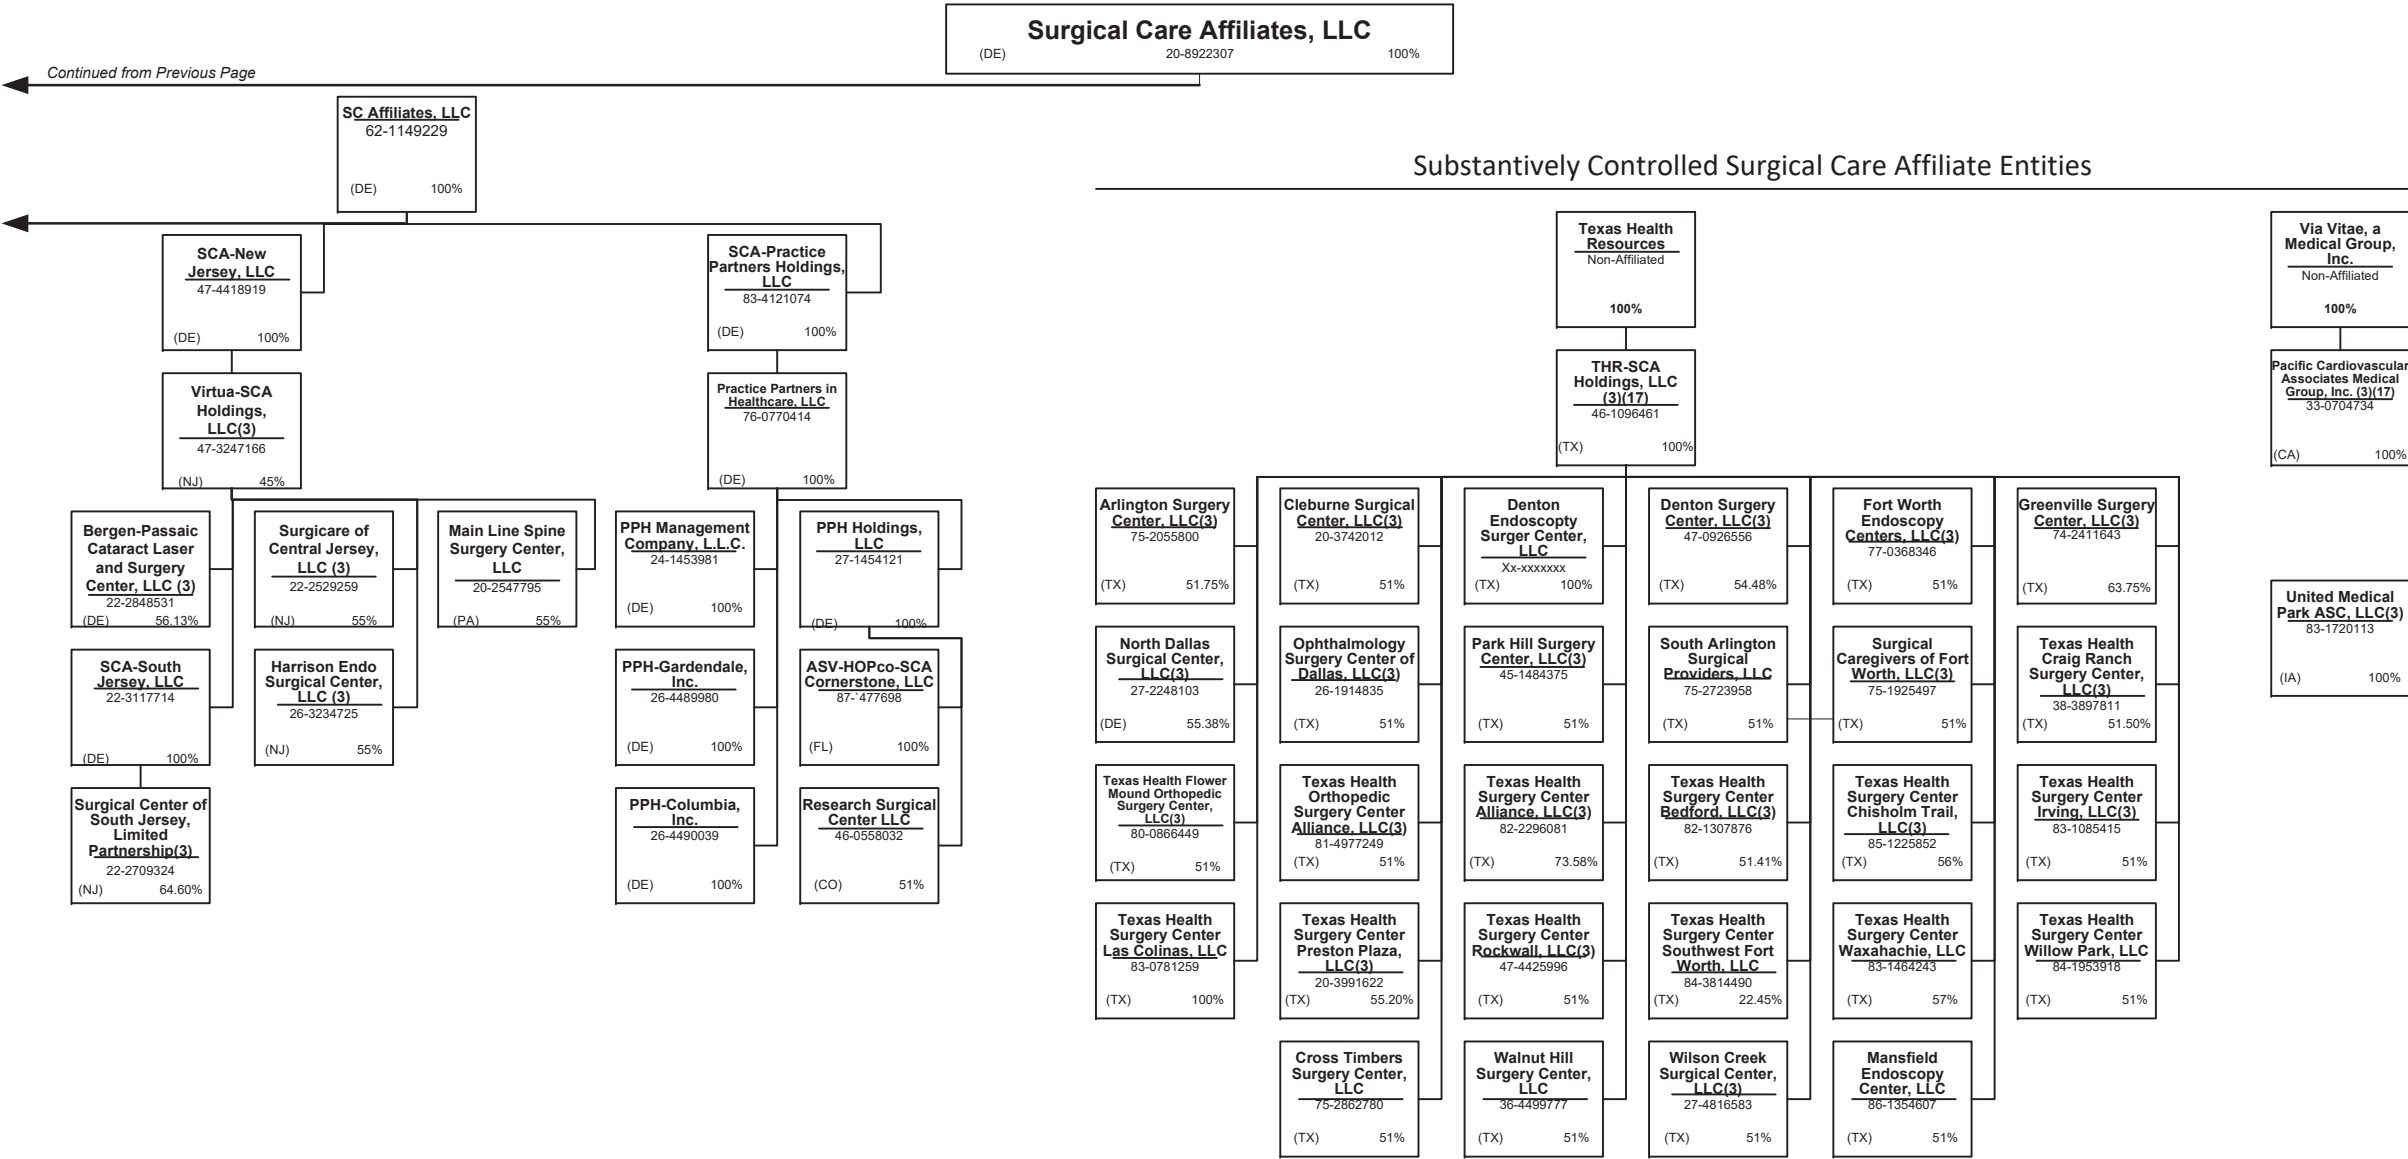 Surgical Care Affiliates, LLC
(DE) 20-8922307 100%
Continued from Previous Page
SC Affiliates, LLC
62-1149229
(DE) 100%
Substantively Controlled Surgical Care Affiliate Entities
SCA-New
Jersey, LLC
47-4418919
(DE) 100%
SCA-Practice
Partners Holdings,
LLC
83-4121074
(DE) 100%
Texas Health
Resources
Non-Affiliated
100%
Via Vitae, a
Medical Group,
Inc.
Non-Affiliated
100%
Virtua-SCA
Holdings,
LLC(3)
47-3247166
(NJ) 45%
Practice Partners in
Healthcare, LLC
76-0770414
(DE) 100%
THR-SCA
Holdings, LLC
(3)(17)
46-1096461
(TX) 100%
Pacific Cardiovascular
Associates Medical
Group, Inc. (3)(17)
33-0704734
(CA) 100%
Bergen-Passaic
Cataract Laser
and Surgery
Center, LLC (3)
22-2848531
(DE) 56.13%
Surgicare of
Central Jersey,
LLC (3)
22-2529259
(NJ) 55%
Main Line Spine
Surgery Center,
LLC
20-2547795
(PA) 55%
PPH Management
Company, L.L.C.
24-1453981
(DE) 100%
PPH Holdings,
LLC
27-1454121
(DE) 100%
Arlington Surgery
Center, LLC(3)
75-2055800
(TX) 51.75%
Cleburne Surgical
Center, LLC(3)
20-3742012
(TX) 51%
Denton
Endoscopty
Surger Center,
LLC
Xx-xxxxxxx
(TX) 100%
Denton Surgery
Center, LLC(3)
47-0926556
(TX) 54.48%
Fort Worth
Endoscopy
Centers, LLC(3)
77-0368346
(TX) 51%
Greenville Surgery
Center, LLC(3)
74-2411643
(TX) 63.75%
United Medical
Park ASC, LLC(3)
83-1720113
(IA) 100%
SCA-South
Jersey, LLC
22-3117714
(DE) 100%
Harrison Endo
Surgical Center,
LLC (3)
26-3234725
(NJ) 55%
PPH-Gardendale,
Inc.
26-4489980
(DE) 100%
ASV-HOPco-SCA
Cornerstone, LLC
87-`477698
(FL) 100%
North Dallas
Surgical Center,
LLC(3)
27-2248103
(DE) 55.38%
Ophthalmology
Surgery Center of
Dallas, LLC(3)
26-1914835
(TX) 51%
Park Hill Surgery
Center, LLC(3)
45-1484375
(TX) 51%
South Arlington
Surgical
Providers, LLC
75-2723958
(TX) 51%
Surgical
Caregivers of Fort
Worth, LLC(3)
75-1925497
(TX) 51%
Texas Health
Craig Ranch
Surgery Center,
LLC(3)
38-3897811
(TX) 51.50%
Surgical Center of
South Jersey,
Limited
Partnership(3)
22-2709324
(NJ) 64.60%
PPH-Columbia,
Inc.
26-4490039
(DE) 100%
Research Surgical
Center LLC
46-0558032
(CO) 51%
Texas Health Flower
Mound Orthopedic
Surgery Center,
LLC(3)
80-0866449
(TX) 51%
Texas Health
Orthopedic
Surgery Center
Alliance, LLC(3)
81-4977249
(TX) 51%
Texas Health
Surgery Center
Alliance, LLC(3)
82-2296081
(TX) 73.58%
Texas Health
Surgery Center
Bedford, LLC(3)
82-1307876
(TX) 51.41%
Texas Health
Surgery Center
Chisholm Trail,
LLC(3)
85-1225852
(TX) 56%
Texas Health
Surgery Center
Irving, LLC(3)
83-1085415
(TX) 51%
Texas Health
Surgery Center
Las Colinas, LLC
83-0781259
(TX) 100%
Texas Health
Surgery Center
Preston Plaza,
LLC(3)
20-3991622
(TX) 55.20%
Texas Health
Surgery Center
Rockwall, LLC(3)
47-4425996
(TX) 51%
Texas Health
Surgery Center
Southwest Fort
Worth, LLC
84-3814490
(TX) 22.45%
Texas Health
Surgery Center
Waxahachie, LLC
83-1464243
(TX) 57%
Texas Health
Surgery Center
Willow Park, LLC
84-1953918
(TX) 51%
Cross Timbers
Surgery Center,
LLC
75-2862780
(TX) 51%
Walnut Hill
Surgery Center,
LLC
36-4499777
(TX) 51%
Wilson Creek
Surgical Center,
LLC(3)
27-4816583
(TX) 51%
Mansfield
Endoscopy
Center, LLC
86-1354607
(TX) 51%